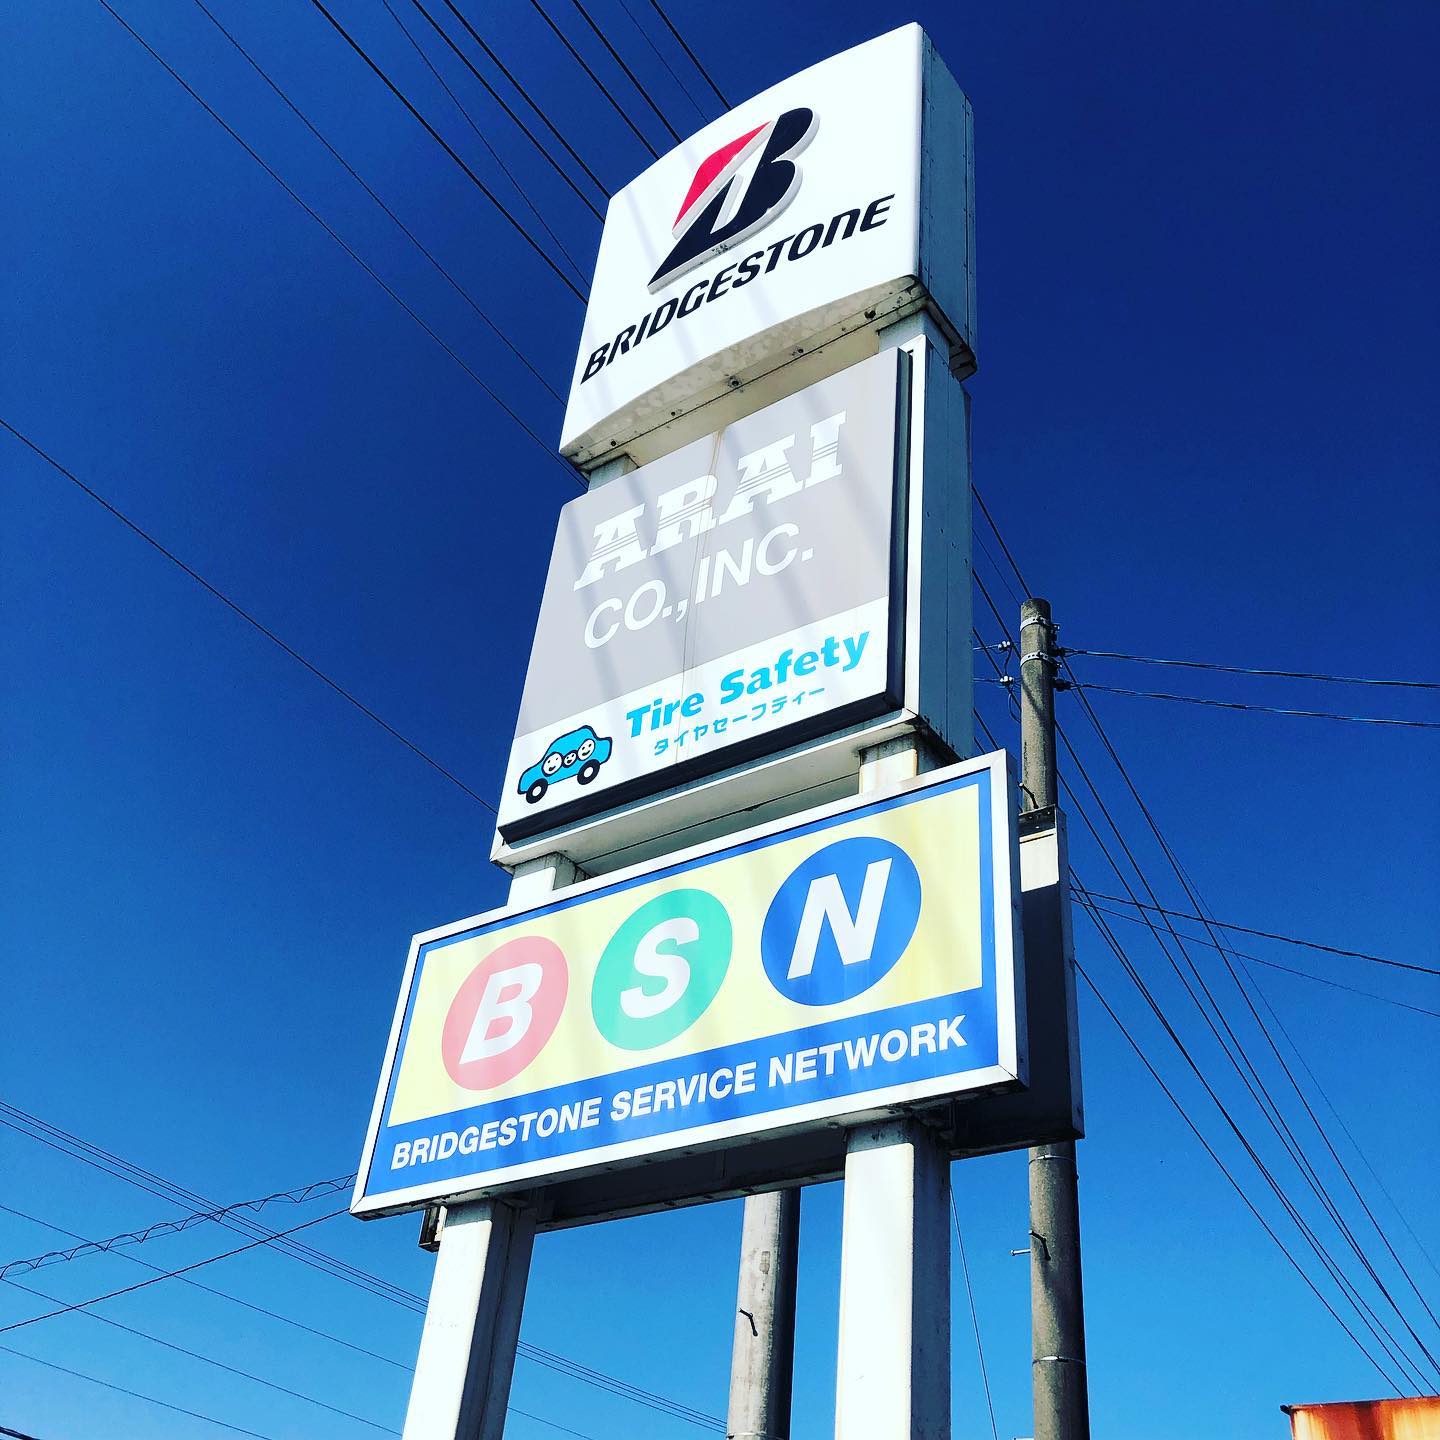 B
BRIDGESTONE
ARAI
CO.,INC.
Tire Safety
タイヤセーフティー
B S N
BRIDGESTONE SERVICE NETWORK